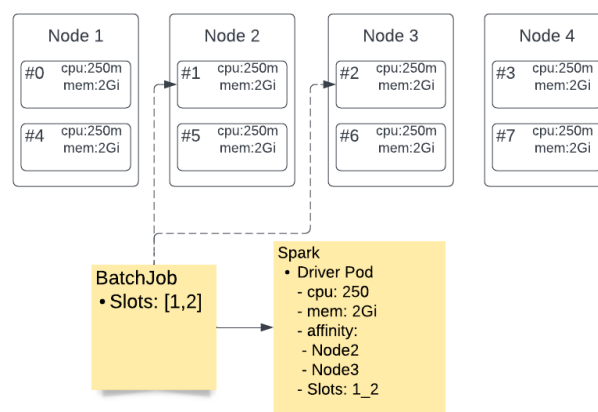 Node 1
Node 2
Node 3
Node 4
#0 cpu:250m
mem:2Gi
#1 cpu:250m
mem:2Gi
#2 cpu:250m
mem:2Gi
#3 cpu:250m
mem:2Gi
#4 cpu:250m
mem:2Gi
#5 cpu:250m
mem:2Gi
#6 cpu:250m
mem:2Gi
#7 cpu:250m
mem:2Gi
BatchJob
• Slots: [1,2]
Spark
• Driver Pod
- cpu: 250
- mem: 2Gi
- affinity:
- Node2
- Node3
- Slots: 1_2